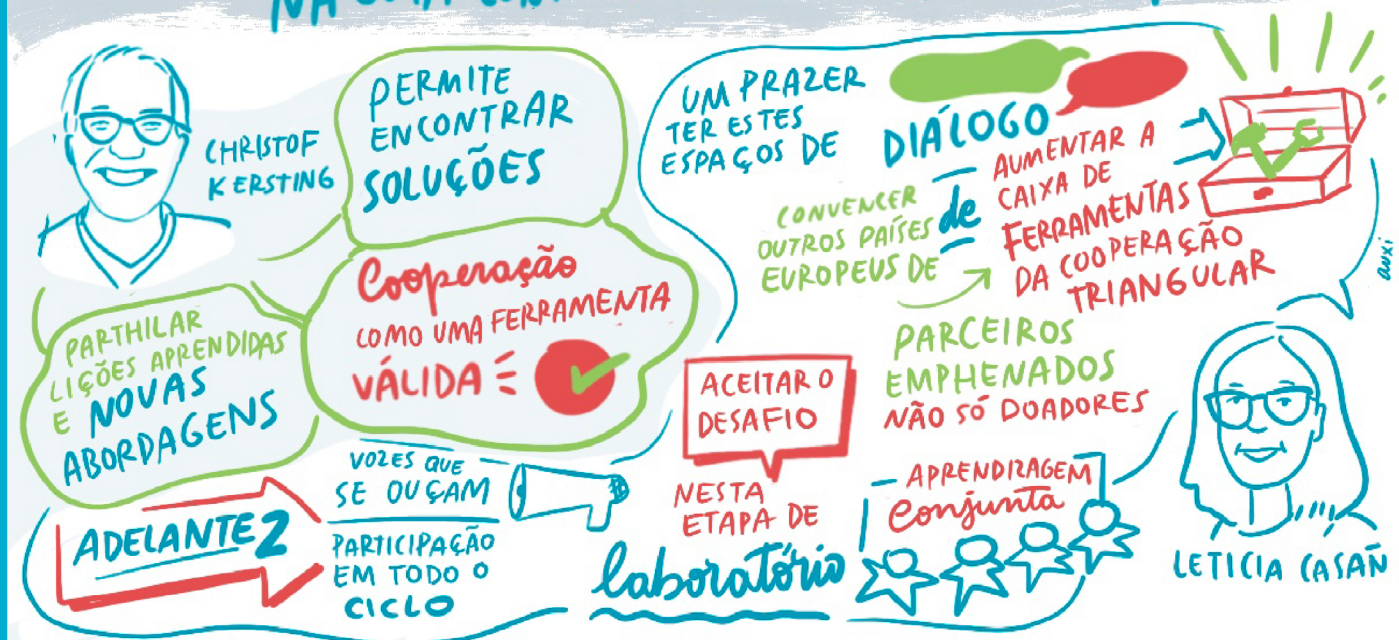 CHRISTOF
KERSTING
PERMITE
ENCONTRAR
SOLUÇÕES
Cooperação
COMO UMA FERRAMENTA
VÁLIDA
PARTHILAR
LIÇÕES APRENDIDAS
E NOVAS
ABORDAGENS
UM PRAZER
TER ESTES
ESPAÇOS DE
DIÁLOGO
CONVENCER
OUTROS PAÍSES
EUROPEUS DE
de
AUMENTAR A
CAIXA DE
FERRAMENTAS
DA COOPERAÇÃO
TRIANGULAR
auxi
PARCEIROS
EMPHENADOS
NÃO SÓ DOADORES
ACEITAR O
DESAFIO
NESTA
ETAPA DE
laboratório
APRENDIZAGEM
Conjunta
ADELANTE2
VOZES QUE
SE OUÇAM
PARTICIPAÇÃO
EM TODO O
CICLO
LETICIA CASAÑ